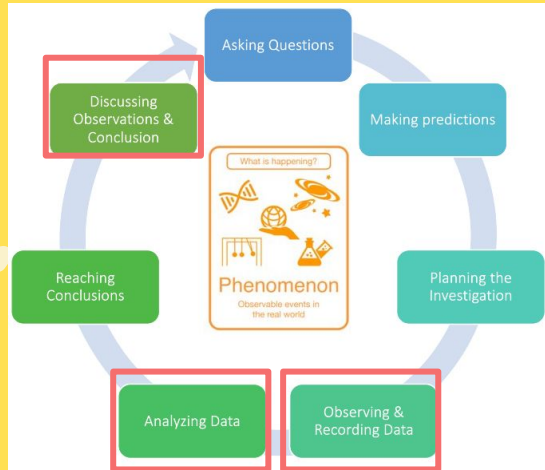 Asking Questions
Making predictions
Planning the
Investigation
Observing &
Recording Data
Analyzing Data
Reaching
Conclusions
Discussing
Observations &
Conclusion
What is happening?
Phenomenon
Observable events in
the real world